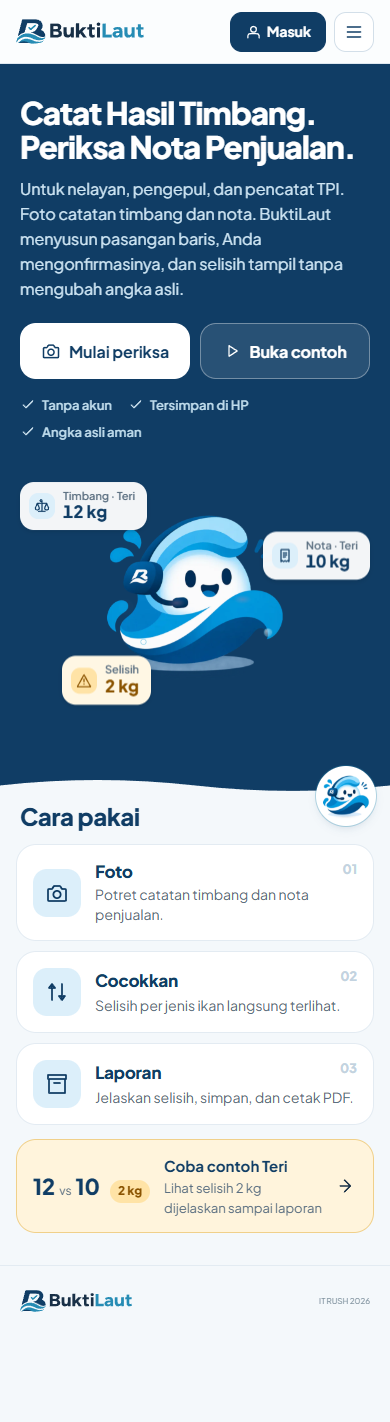 BuktiLaut
Masuk
Catat Hasil Timbang.
Periksa Nota Penjualan.
Untuk nelayan, pengepul, dan pencatat TPI.
Foto catatan timbang dan nota. BuktiLaut
menyusun pasangan baris, Anda
mengonfirmasinya, dan selisih tampil tanpa
mengubah angka asli.
Mulai periksa
Buka contoh
Tanpa akun
Tersimpan di HP
Angka asli aman
Timbang · Teri
12 kg
Nota · Teri
10 kg
Selisih
2 kg
Cara pakai
Foto
01
Potret catatan timbang dan nota
penjualan.
Cocokkan
02
Selisih per jenis ikan langsung terlihat.
Laporan
03
Jelaskan selisih, simpan, dan cetak PDF.
12 vs 10
2 kg
Coba contoh Teri
Lihat selisih 2 kg
dijelaskan sampai laporan
BuktiLaut
ITRUSH 2026